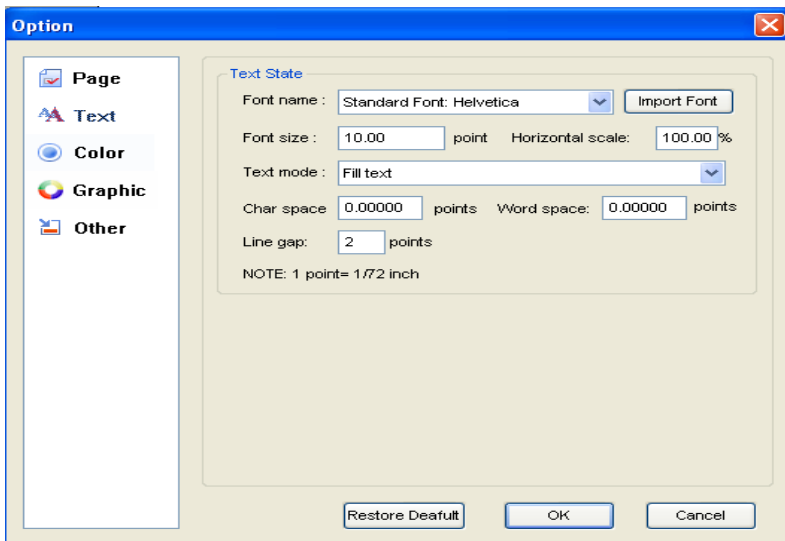 Option
Page
Text
Color
Graphic
Other
Text State
Font name : Standard Font: Helvetica Import Font
Font size : 10.00 point Horizontal scale: 100.00 %
Text mode : Fill text
Char space 0.00000 points Word space: 0.00000 points
Line gap: 2 points
NOTE: 1 point= 1/72 inch
Restore Deafult OK Cancel